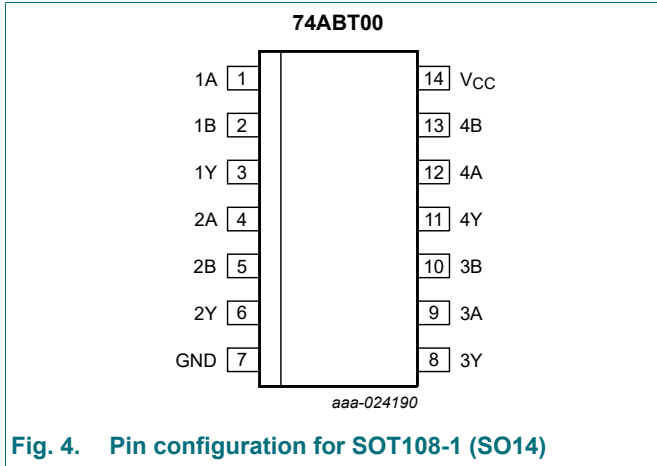 74ABT00
1A 1 14 VCC
1B 2 13 4B
1Y 3 12 4A
2A 4 11 4Y
2B 5 10 3B
2Y 6 9 3A
GND 7 8 3Y
aaa-024190
Fig. 4. Pin configuration for SOT108-1 (SO14)